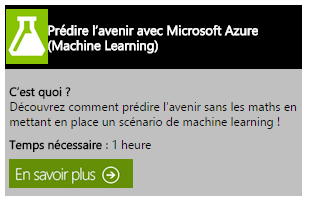 Prédire l'avenir avec Microsoft Azure
(Machine Learning)
C'est quoi ?
Découvrez comment prédire l'avenir sans les maths en
mettant en place un scénario de machine learning !
Temps nécessaire : 1 heure
En savoir plus